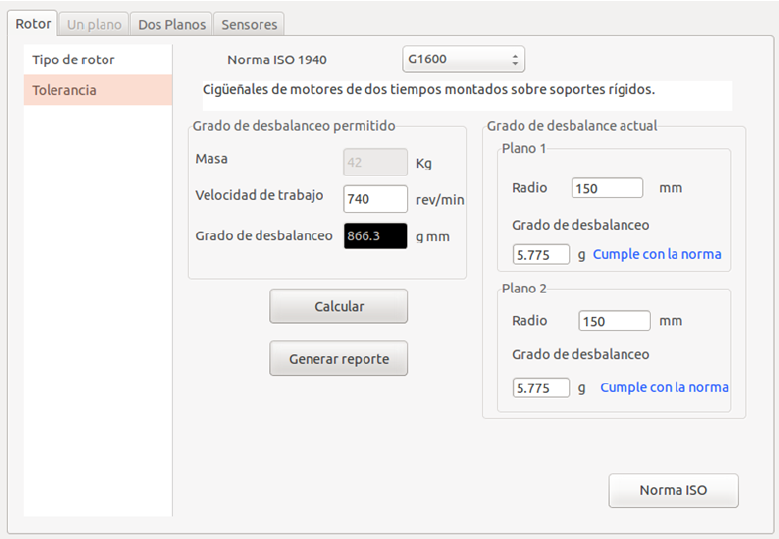 Rotor Un plano Dos Planos Sensores
Tipo de rotor
Tolerancia
Norma ISO 1940 G1600
Cigüeñales de motores de dos tiempos montados sobre soportes rígidos.
Grado de desbalanceo permitido
Masa 42 Kg
Velocidad de trabajo 740 rev/min
Grado de desbalanceo 866.3 g mm
Calcular
Generar reporte
Grado de desbalance actual
Plano 1
Radio 150 mm
Grado de desbalanceo
5.775 g Cumple con la norma
Plano 2
Radio 150 mm
Grado de desbalanceo
5.775 g Cumple con la norma
Norma ISO